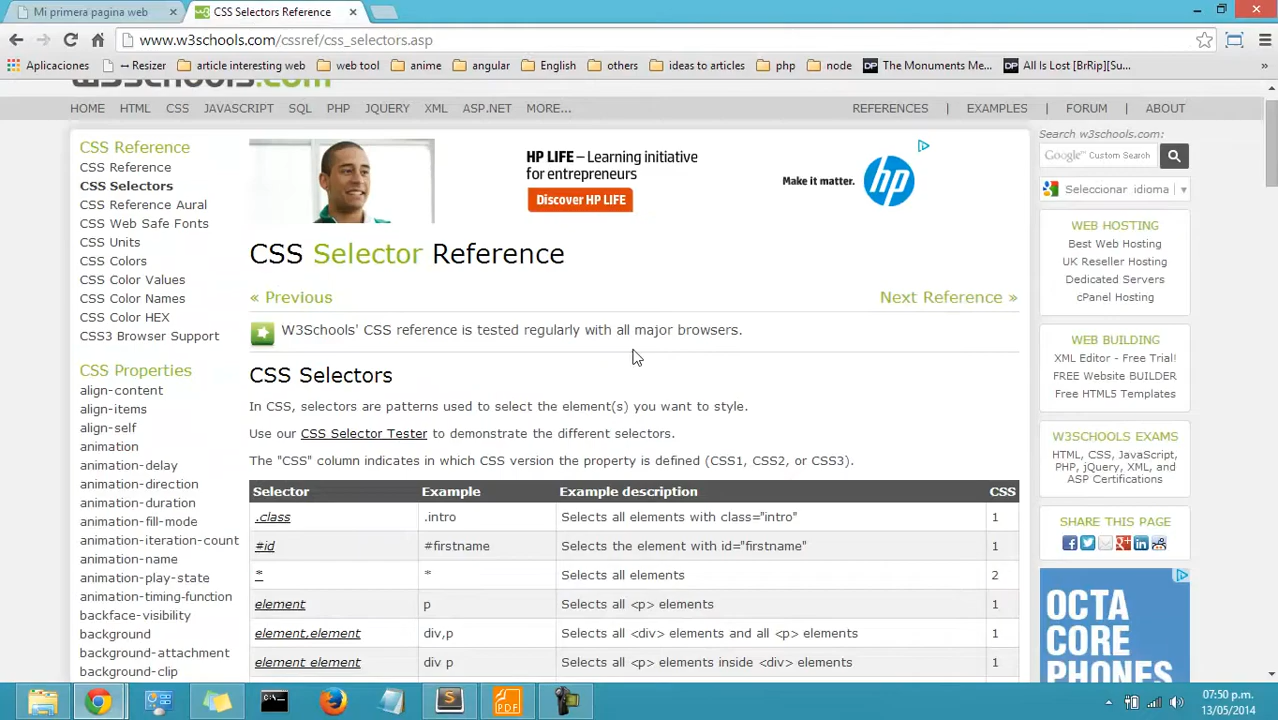 Mi primera pagina web
CSS Selectors Reference
www.w3schools.com/cssref/css_selectors.asp
Aplicaciones
‹-› Resizer
article interesting web
web tool
anime
angular
English
others
ideas to articles
php
node
The Monuments Me...
All Is Lost [BrRip][Su...
»
w3schools.com
HOME HTML CSS JAVASCRIPT SQL PHP JQUERY XML ASP.NET MORE...
REFERENCES | EXAMPLES | FORUM | ABOUT
CSS Reference
CSS Reference
CSS Selectors
CSS Reference Aural
CSS Web Safe Fonts
CSS Units
CSS Colors
CSS Color Values
CSS Color Names
CSS Color HEX
CSS3 Browser Support
CSS Properties
align-content
align-items
align-self
animation
animation-delay
animation-direction
animation-duration
animation-fill-mode
animation-iteration-count
animation-name
animation-play-state
animation-timing-function
backface-visibility
background
background-attachment
background-clip
HP LIFE – Learning initiative
for entrepreneurs
Discover HP LIFE
Make it matter.
hp
CSS Selector Reference
« Previous
Next Reference »
W3Schools' CSS reference is tested regularly with all major browsers.
CSS Selectors
In CSS, selectors are patterns used to select the element(s) you want to style.
Use our CSS Selector Tester to demonstrate the different selectors.
The "CSS" column indicates in which CSS version the property is defined (CSS1, CSS2, or CSS3).
Selector Example Example description CSS
.class .intro Selects all elements with class="intro" 1
#id #firstname Selects the element with id="firstname" 1
* * Selects all elements 2
element p Selects all <p> elements 1
element,element div,p Selects all <div> elements and all <p> elements 1
element element div p Selects all <p> elements inside <div> elements 1
Search w3schools.com:
Google™ Custom Search
Seleccionar idioma
WEB HOSTING
Best Web Hosting
UK Reseller Hosting
Dedicated Servers
cPanel Hosting
WEB BUILDING
XML Editor - Free Trial!
FREE Website BUILDER
Free HTML5 Templates
W3SCHOOLS EXAMS
HTML, CSS, JavaScript,
PHP, jQuery, XML, and
ASP Certifications
SHARE THIS PAGE
OCTA
CORE
PHONES
07:50 p.m.
13/05/2014